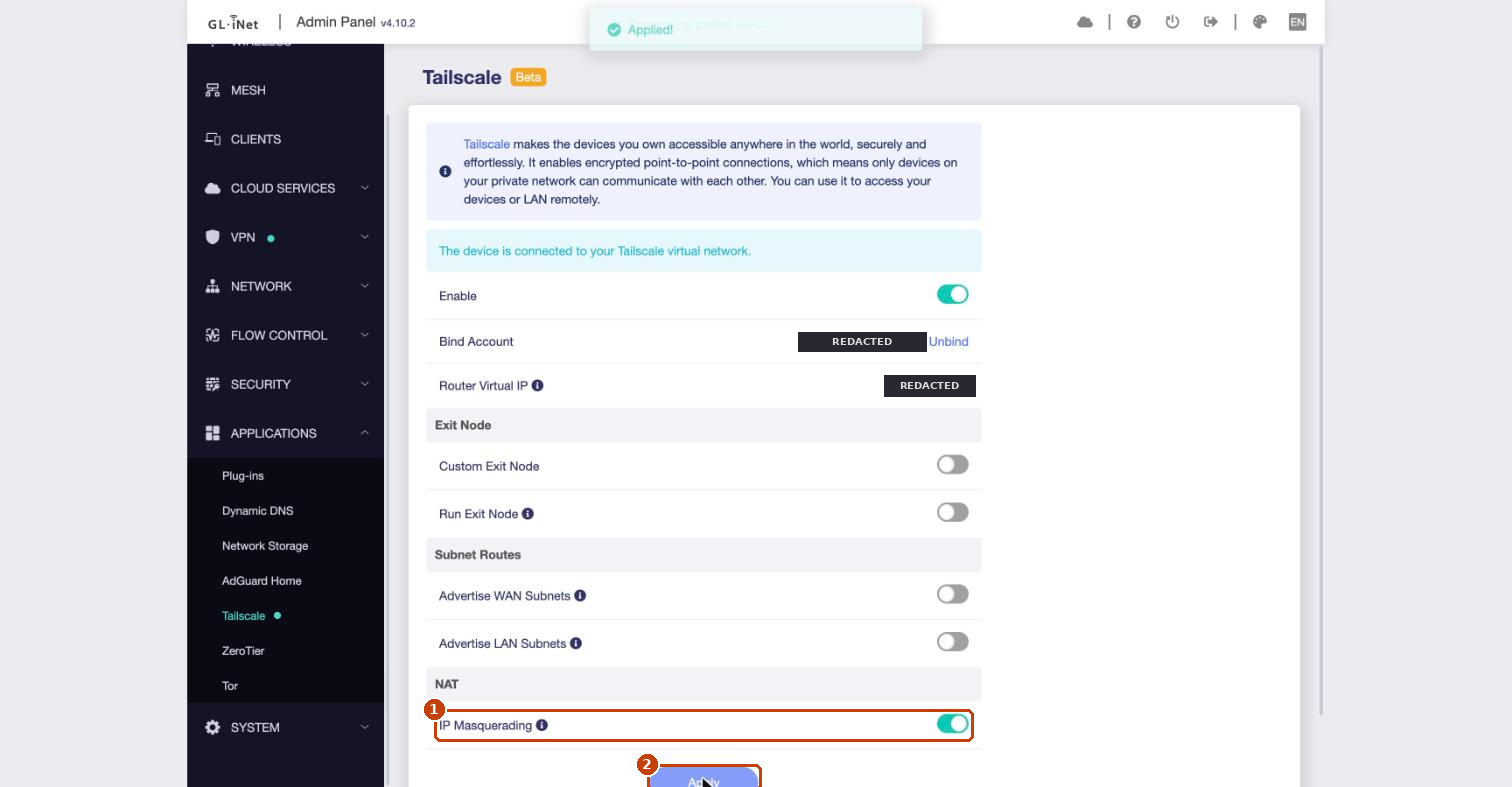 GL·iNet | Admin Panel v4.10.2
Applied!
EN
WIRELESS
MESH
CLIENTS
CLOUD SERVICES
VPN
NETWORK
FLOW CONTROL
SECURITY
APPLICATIONS
Plug-ins
Dynamic DNS
Network Storage
AdGuard Home
Tailscale
ZeroTier
Tor
SYSTEM
Tailscale Beta
Tailscale makes the devices you own accessible anywhere in the world, securely and
effortlessly. It enables encrypted point-to-point connections, which means only devices on
your private network can communicate with each other. You can use it to access your
devices or LAN remotely.
The device is connected to your Tailscale virtual network.
Enable
Bind Account REDACTED Unbind
Router Virtual IP REDACTED
Exit Node
Custom Exit Node
Run Exit Node
Subnet Routes
Advertise WAN Subnets
Advertise LAN Subnets
NAT
1
IP Masquerading
2
Apply